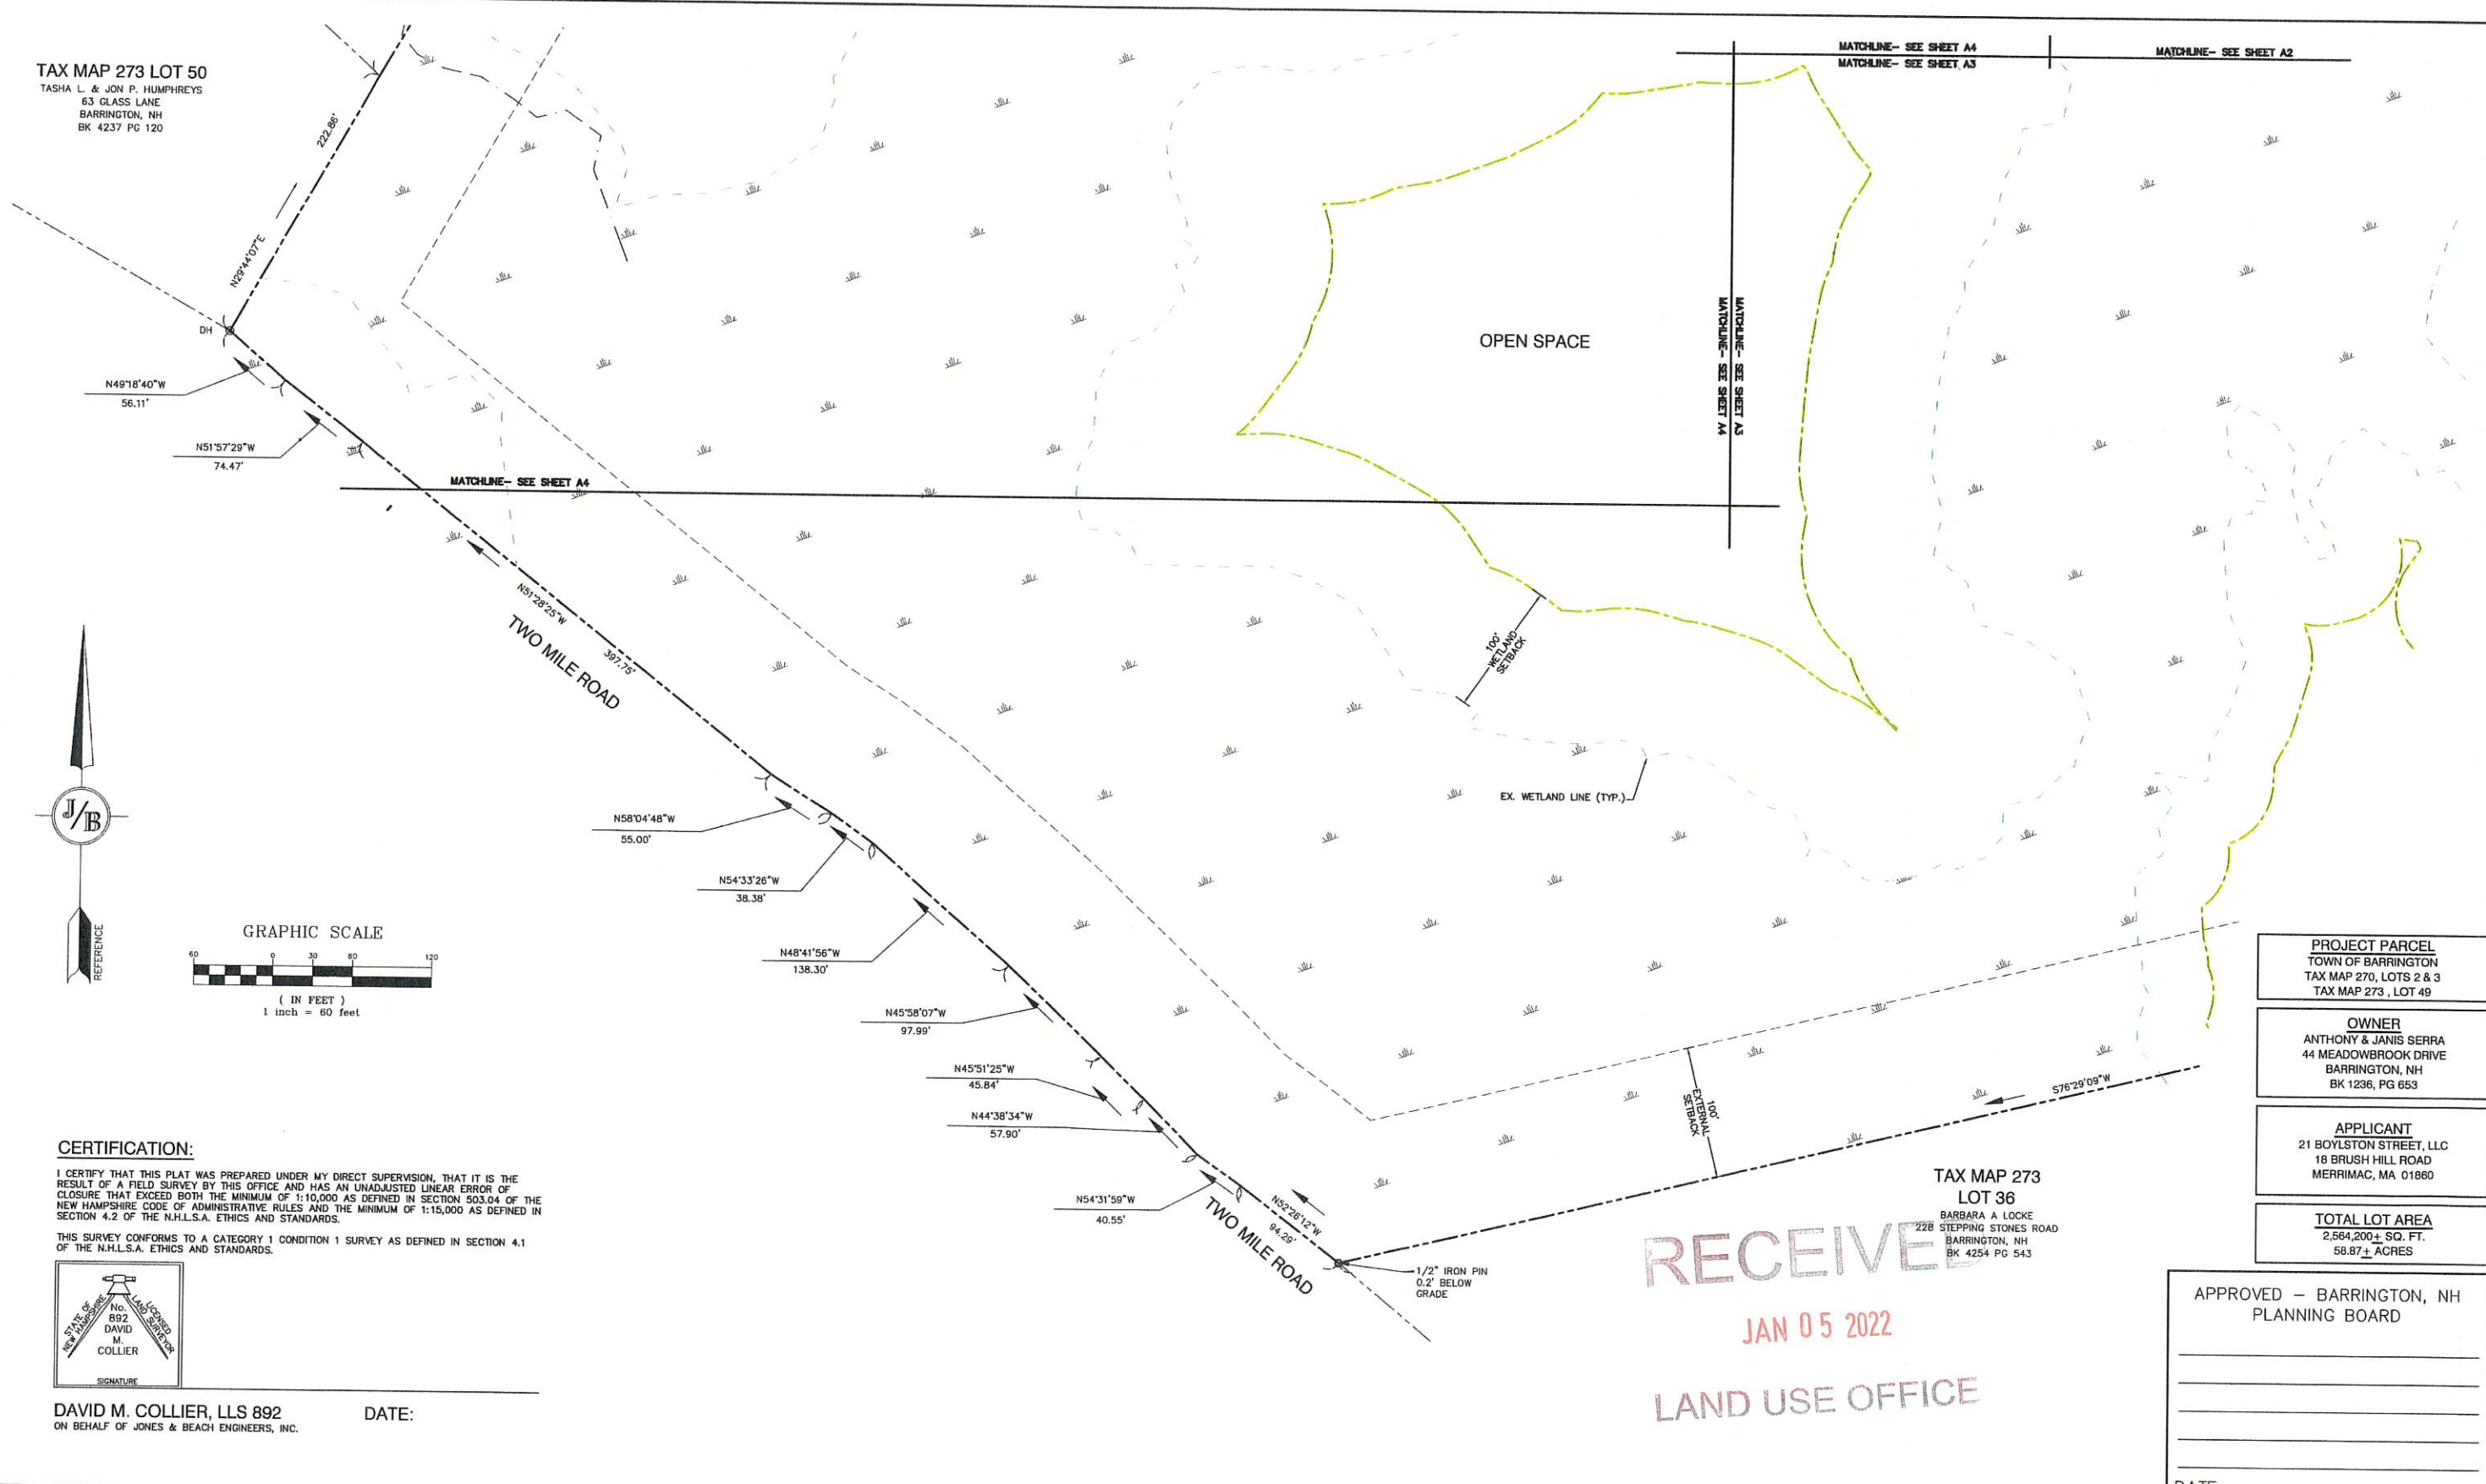 MATCHLINE- SEE SHEET A4
MATCHLINE- SEE SHEET A3
MATCHLINE- SEE SHEET A2
TAX MAP 273 LOT 50
TASHA L. & JON P. HUMPHREYS
63 GLASS LANE
BARRINGTON, NH
BK 4237 PG 120
222.86'
N29°44'07"E
DH
N49°18'40"W
56.11'
N51°57'29"W
74.47'
MATCHLINE- SEE SHEET A4
OPEN SPACE
MATCHLINE- SEE SHEET A3
MATCHLINE- SEE SHEET A4
N51°28'25"W
397.75'
TWO MILE ROAD
100'
WETLAND
SETBACK
EX. WETLAND LINE (TYP.)
N58°04'48"W
55.00'
N54°33'26"W
38.38'
N48°41'56"W
138.30'
N45°58'07"W
97.99'
N45°51'25"W
45.84'
N44°38'34"W
57.90'
N54°31'59"W
40.55'
N52°26'12"W
94.29'
TWO MILE ROAD
1/2" IRON PIN
0.2' BELOW
GRADE
100'
EXTERNAL
SETBACK
S76°29'09"W
J/B
REFERENCE
GRAPHIC SCALE
60 0 30 60 120
( IN FEET )
1 inch = 60 feet
CERTIFICATION:
I CERTIFY THAT THIS PLAT WAS PREPARED UNDER MY DIRECT SUPERVISION, THAT IT IS THE
RESULT OF A FIELD SURVEY BY THIS OFFICE AND HAS AN UNADJUSTED LINEAR ERROR OF
CLOSURE THAT EXCEED BOTH THE MINIMUM OF 1:10,000 AS DEFINED IN SECTION 503.04 OF THE
NEW HAMPSHIRE CODE OF ADMINISTRATIVE RULES AND THE MINIMUM OF 1:15,000 AS DEFINED IN
SECTION 4.2 OF THE N.H.L.S.A. ETHICS AND STANDARDS.
THIS SURVEY CONFORMS TO A CATEGORY 1 CONDITION 1 SURVEY AS DEFINED IN SECTION 4.1
OF THE N.H.L.S.A. ETHICS AND STANDARDS.
STATE OF
NEW HAMPSHIRE
LICENSED
LAND SURVEYOR
No.
892
DAVID
M.
COLLIER
SIGNATURE
DAVID M. COLLIER, LLS 892 DATE:
ON BEHALF OF JONES & BEACH ENGINEERS, INC.
TAX MAP 273
LOT 36
BARBARA A LOCKE
228 STEPPING STONES ROAD
BARRINGTON, NH
BK 4254 PG 543
RECEIVED
JAN 05 2022
LAND USE OFFICE
PROJECT PARCEL
TOWN OF BARRINGTON
TAX MAP 270, LOTS 2 & 3
TAX MAP 273 , LOT 49
OWNER
ANTHONY & JANIS SERRA
44 MEADOWBROOK DRIVE
BARRINGTON, NH
BK 1236, PG 653
APPLICANT
21 BOYLSTON STREET, LLC
18 BRUSH HILL ROAD
MERRIMAC, MA 01860
TOTAL LOT AREA
2,564,200± SQ. FT.
58.87± ACRES
APPROVED – BARRINGTON, NH
PLANNING BOARD